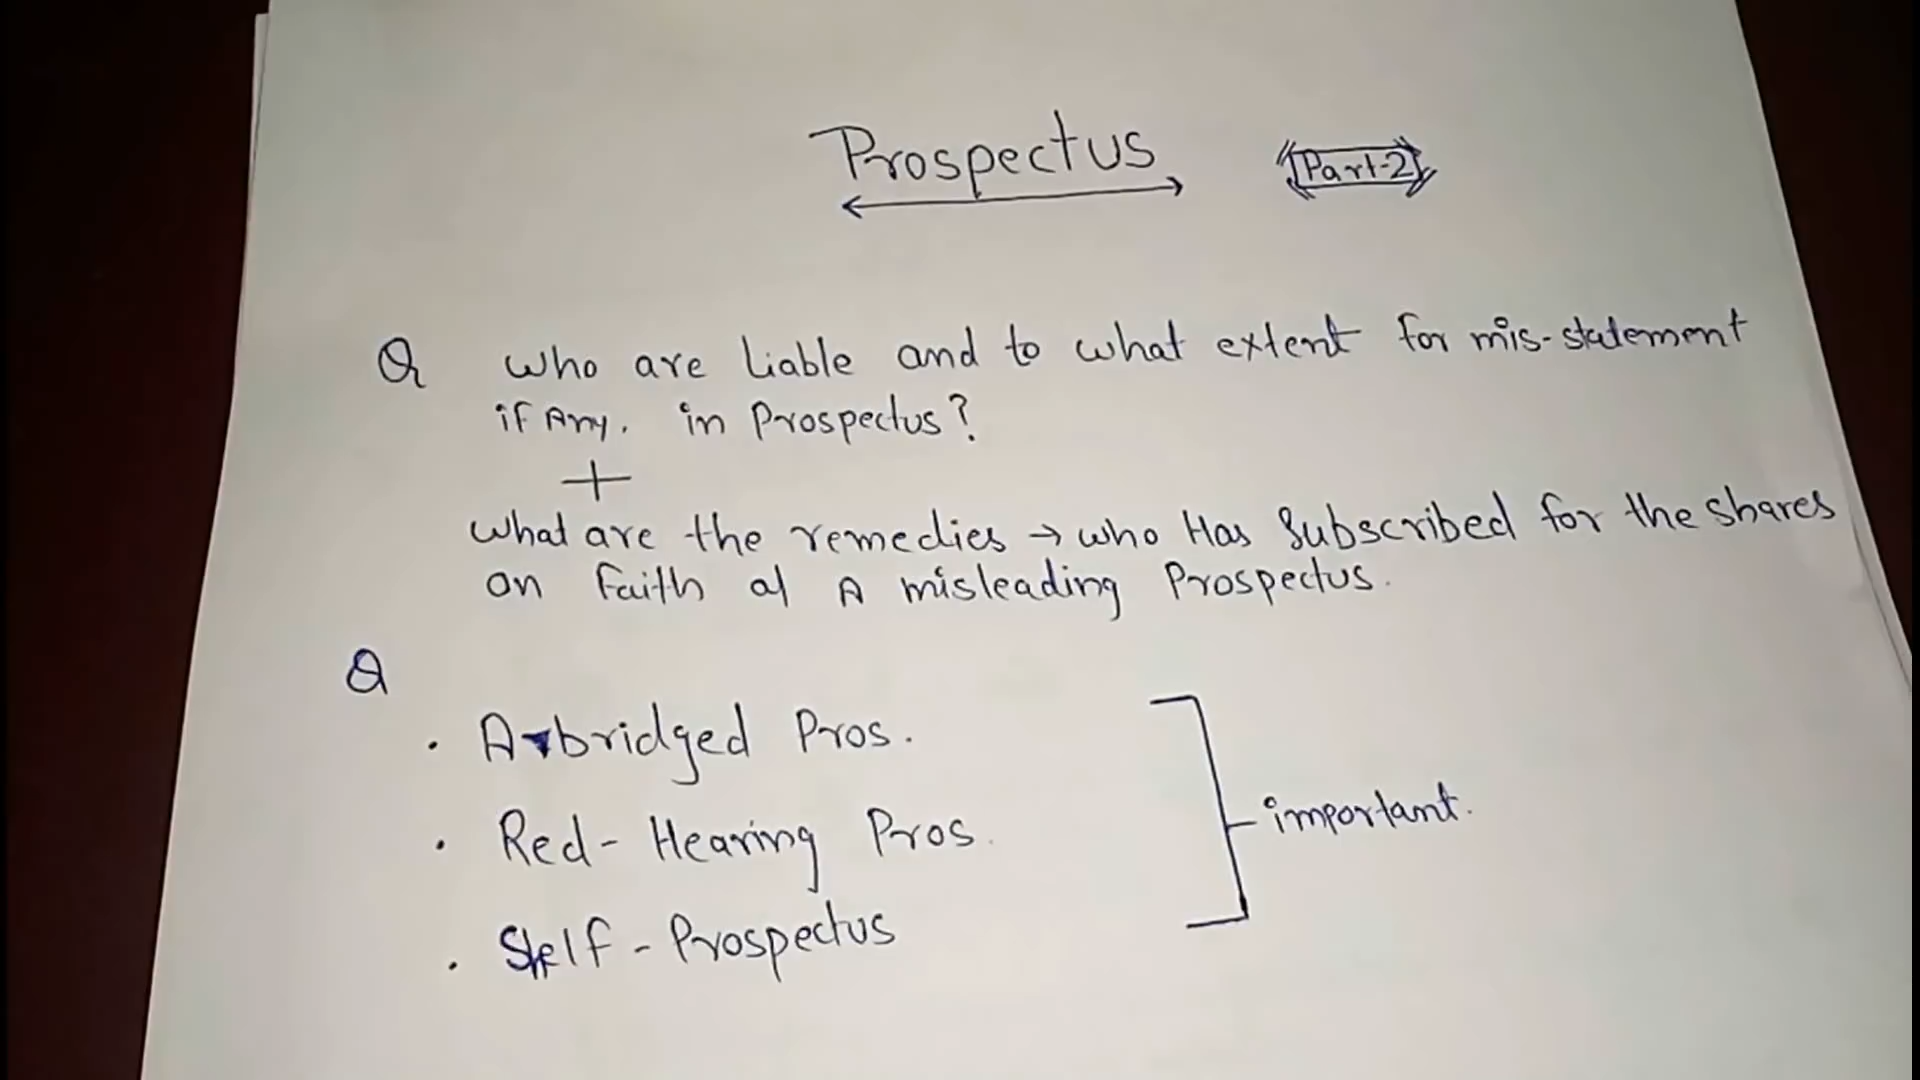 Prospectus
Part-2
Q who are liable and to what extent for mis-statement
if Any. in Prospectus?
+
what are the remedies → who Has Subscribed for the shares
on faith of A misleading Prospectus.
Q
• Abridged Pros.
• Red-Hearing Pros.
• Shelf-Prospectus
important.